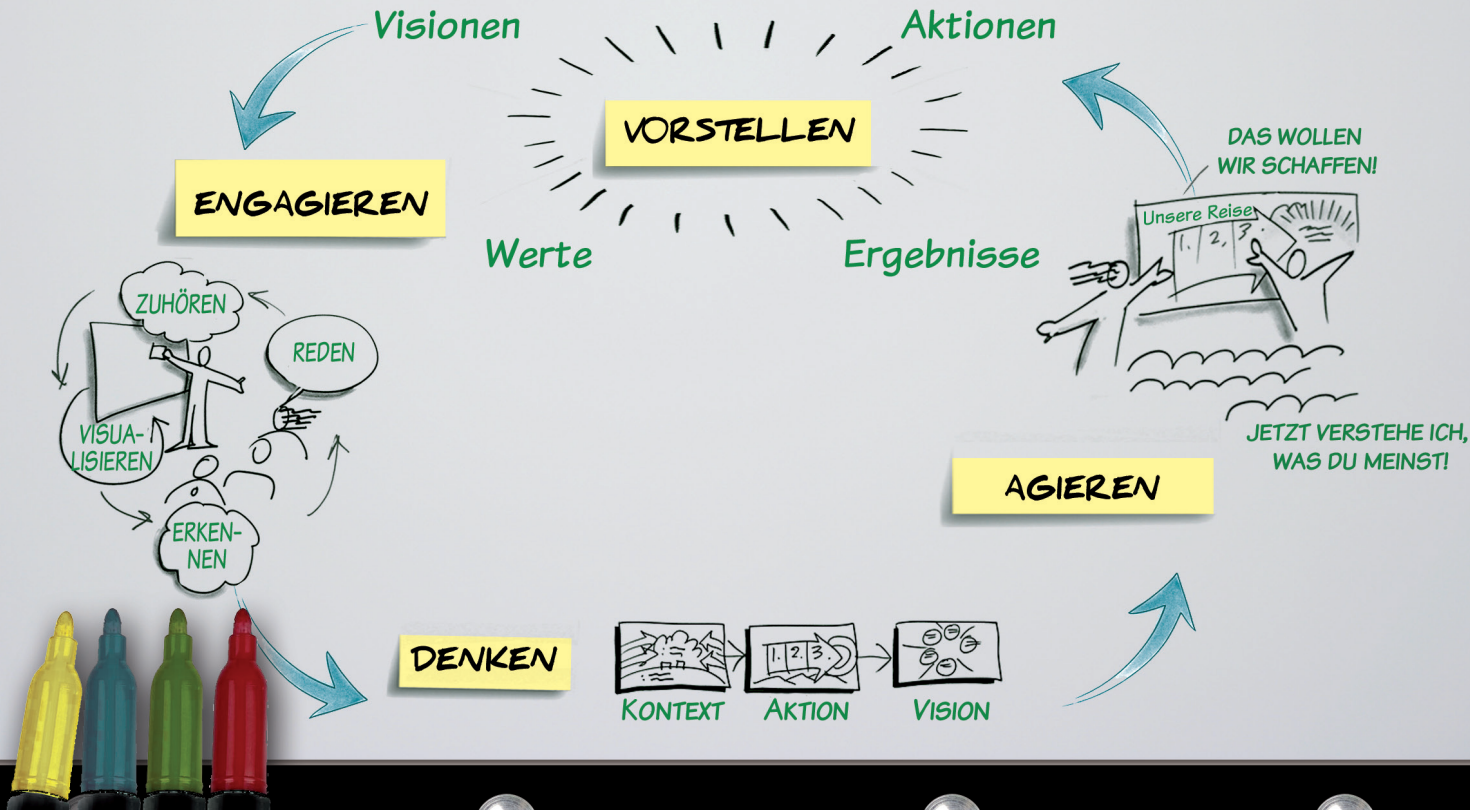 Visionen
Aktionen
VORSTELLEN
Werte
Ergebnisse
ENGAGIEREN
ZUHÖREN
REDEN
VISUA-
LISIEREN
ERKEN-
NEN
DENKEN
1. 2. 3.
KONTEXT
AKTION
VISION
AGIEREN
DAS WOLLEN
WIR SCHAFFEN!
Unsere Reise
1. 2, 3.
JETZT VERSTEHE ICH,
WAS DU MEINST!